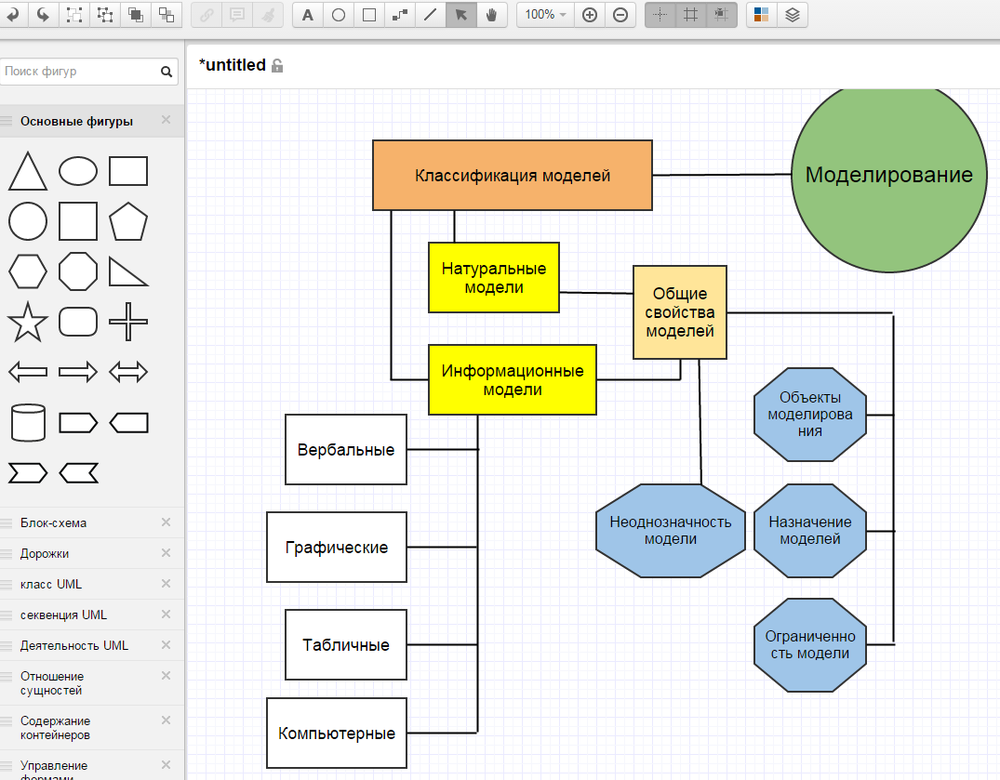 100%
Поиск фигур
*untitled
Основные фигуры
Блок-схема
Дорожки
класс UML
секвенция UML
Деятельность UML
Отношение
сущностей
Содержание
контейнеров
Управление
формами
Моделирование
Классификация моделей
Натуральные
модели
Общие
свойства
моделей
Информационные
модели
Вербальные
Графические
Табличные
Компьютерные
Объекты
моделирова
ния
Неоднозначность
модели
Назначение
моделей
Ограниченно
сть модели